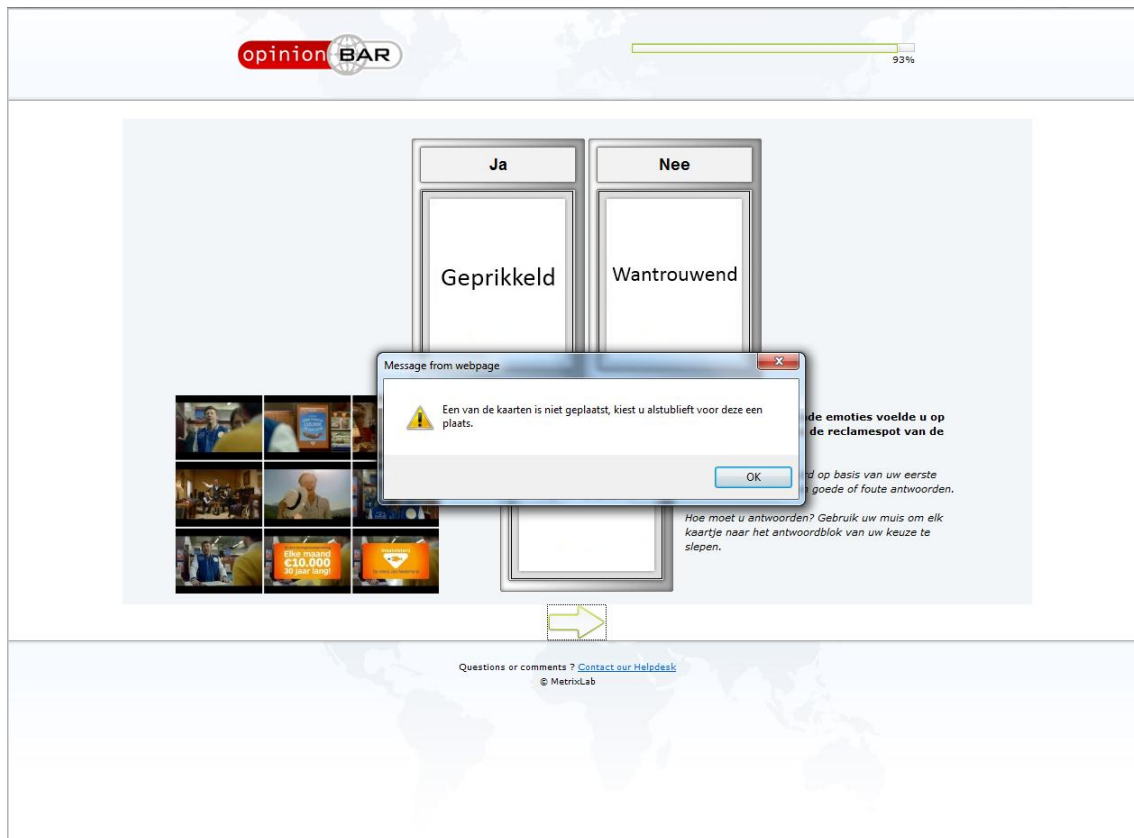 opinion BAR
93%
Ja
Nee
Geprikkeld
Wantrouwend
Message from webpage
Een van de kaarten is niet geplaatst, kiest u alstublieft voor deze een
plaats.
OK
emoties voelde u op
de reclamespot van de
op basis van uw eerste
goede of foute antwoorden.
Hoe moet u antwoorden? Gebruik uw muis om elk
kaartje naar het antwoordblok van uw keuze te
slepen.
Elke maand
€10.000
30 jaar lang!
Questions or comments ? Contact our Helpdesk
© MetrixLab